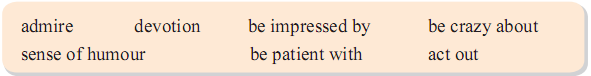 admire devotion be impressed by be crazy about
sense of humour be patient with act out